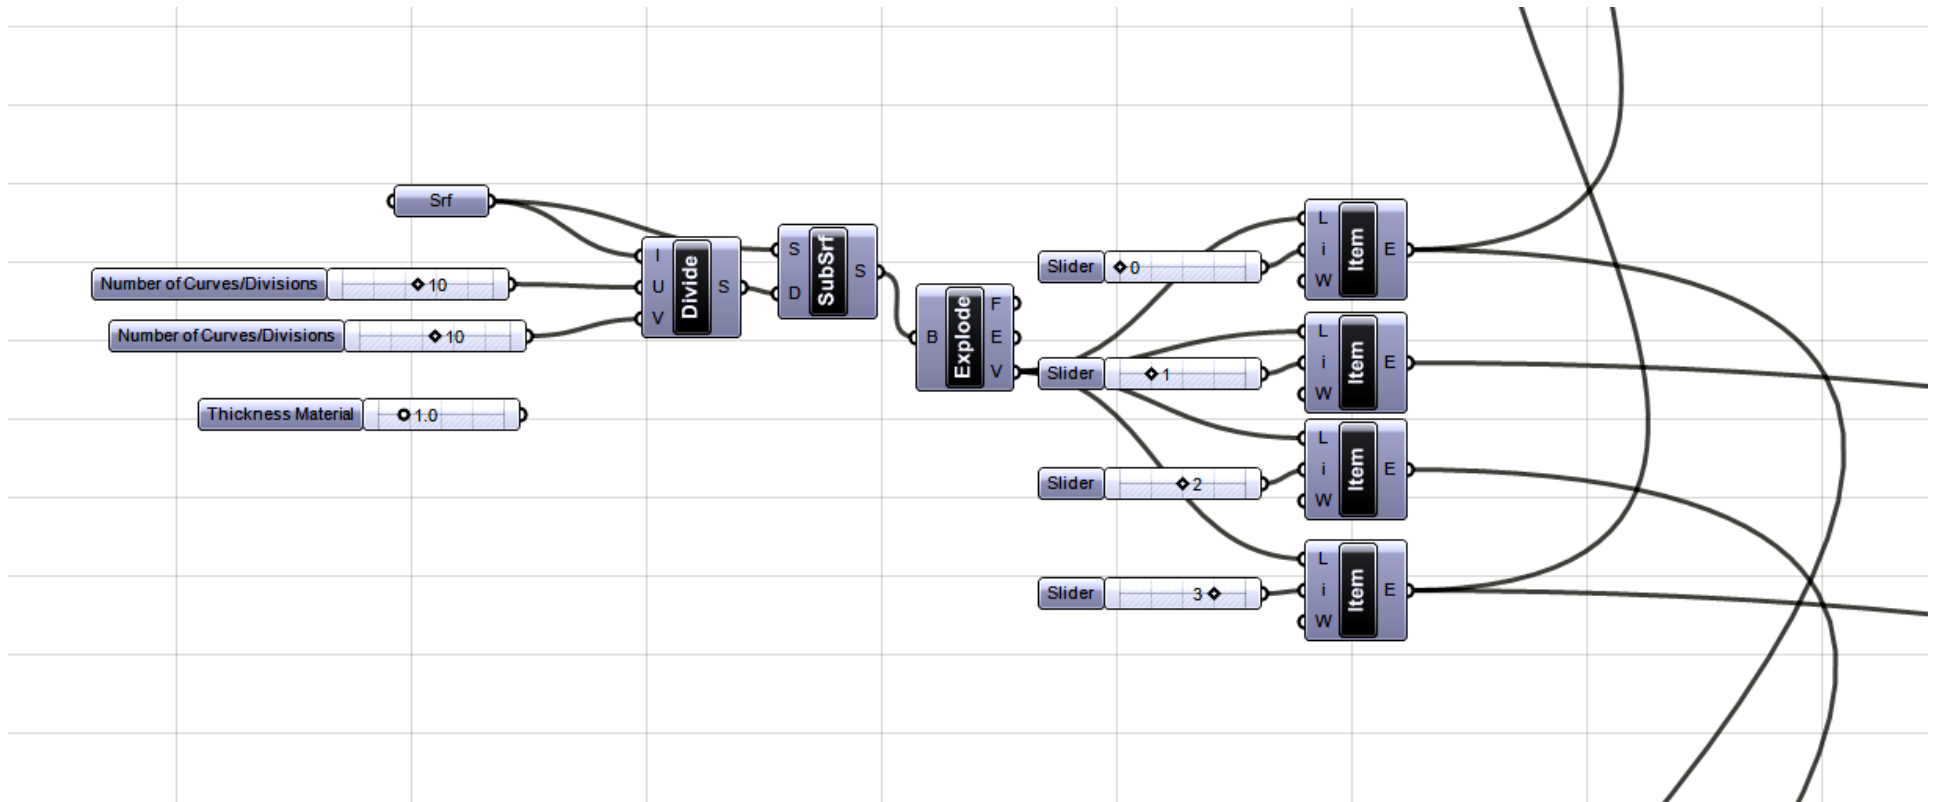 Srf
Number of Curves/Divisions 10
Number of Curves/Divisions 10
Thickness Material 1.0
I
U
V
Divide
S
S
D
SubSrf
S
B
Explode
F
E
V
Slider 0
Slider 1
Slider 2
Slider 3
L
i
W
Item
E
L
i
W
Item
E
L
i
W
Item
E
L
i
W
Item
E